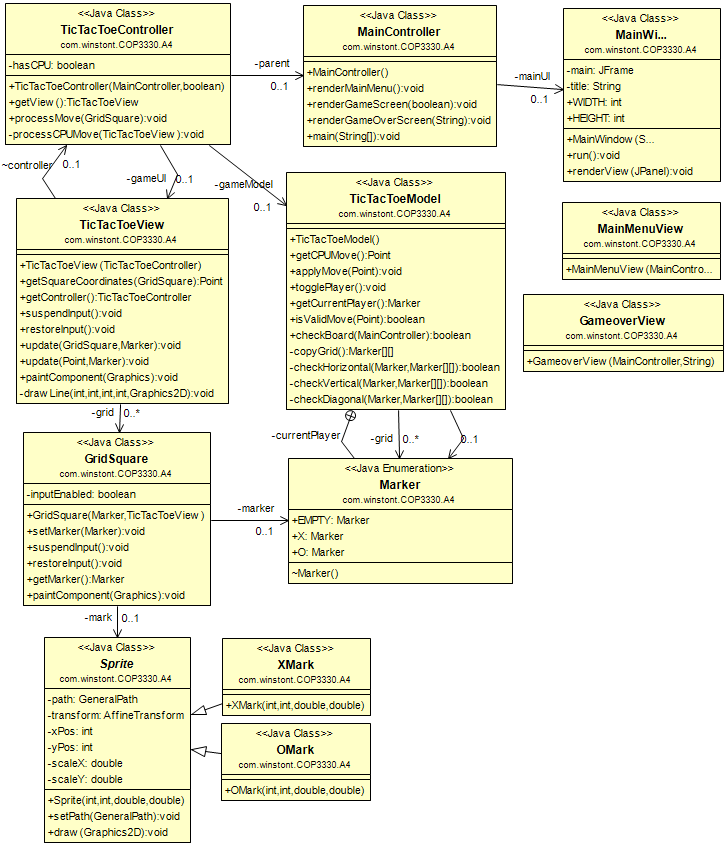 <<Java Class>>
TicTacToeController
com.winstont.COP3330.A4
-hasCPU: boolean
+TicTacToeController(MainController,boolean)
+getView ():TicTacToeView
+processMove(GridSquare):void
-processCPUMove(TicTacToeView ):void
-parent
0..1
<<Java Class>>
MainController
com.winstont.COP3330.A4
+MainController()
+renderMainMenu():void
+renderGameScreen(boolean):void
+renderGameOverScreen(String):void
+main(String[]):void
-mainUI
0..1
<<Java Class>>
MainWi...
com.winstont.COP3330.A4
-main: JFrame
-title: String
+WIDTH: int
+HEIGHT: int
+MainWindow (S...
+run():void
+renderView (JPanel):void
~controller
0..1
-gameUI
0..1
-gameModel
0..1
<<Java Class>>
TicTacToeView
com.winstont.COP3330.A4
+TicTacToeView (TicTacToeController)
+getSquareCoordinates(GridSquare):Point
+getController():TicTacToeController
+suspendInput():void
+restoreInput():void
+update(GridSquare,Marker):void
+update(Point,Marker):void
+paintComponent(Graphics):void
-draw Line(int,int,int,int,Graphics2D):void
<<Java Class>>
TicTacToeModel
com.winstont.COP3330.A4
+TicTacToeModel()
+getCPUMove():Point
+applyMove(Point):void
+togglePlayer():void
+getCurrentPlayer():Marker
+isValidMove(Point):boolean
+checkBoard(MainController):boolean
-copyGrid():Marker[][]
-checkHorizontal(Marker,Marker[][]):boolean
-checkVertical(Marker,Marker[][]):boolean
-checkDiagonal(Marker,Marker[][]):boolean
<<Java Class>>
MainMenuView
com.winstont.COP3330.A4
+MainMenuView (MainContro...
<<Java Class>>
GameoverView
com.winstont.COP3330.A4
+GameoverView (MainController,String)
-grid
0..*
-currentPlayer
-grid
0..*
0..1
<<Java Class>>
GridSquare
com.winstont.COP3330.A4
-inputEnabled: boolean
+GridSquare(Marker,TicTacToeView )
+setMarker(Marker):void
+suspendInput():void
+restoreInput():void
+getMarker():Marker
+paintComponent(Graphics):void
-marker
0..1
<<Java Enumeration>>
Marker
com.winstont.COP3330.A4
+EMPTY: Marker
+X: Marker
+O: Marker
~Marker()
-mark
0..1
<<Java Class>>
Sprite
com.winstont.COP3330.A4
-path: GeneralPath
-transform: AffineTransform
-xPos: int
-yPos: int
-scaleX: double
-scaleY: double
+Sprite(int,int,double,double)
+setPath(GeneralPath):void
+draw (Graphics2D):void
<<Java Class>>
XMark
com.winstont.COP3330.A4
+XMark(int,int,double,double)
<<Java Class>>
OMark
com.winstont.COP3330.A4
+OMark(int,int,double,double)